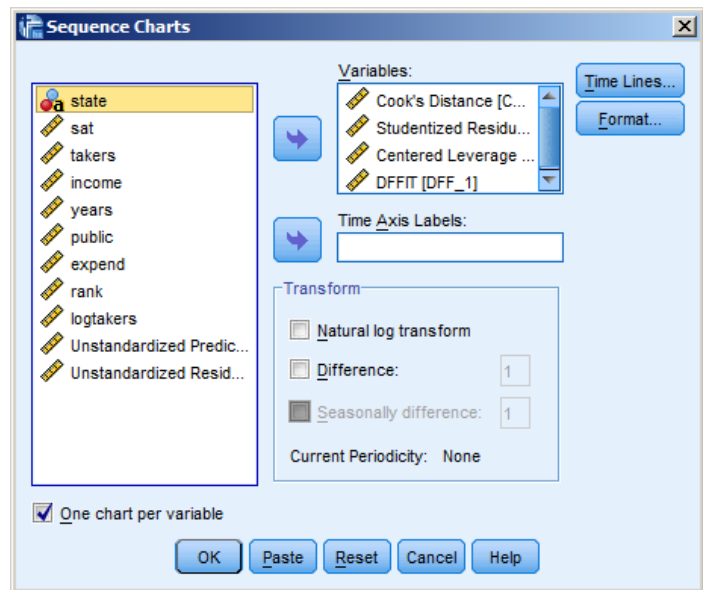 Sequence Charts
state
sat
takers
income
years
public
expend
rank
logtakers
Unstandardized Predic...
Unstandardized Resid...
Variables:
Cook's Distance [C...
Studentized Residu...
Centered Leverage ...
DFFIT [DFF_1]
Time Lines...
Format...
Time Axis Labels:
Transform
Natural log transform
Difference: 1
Seasonally difference: 1
Current Periodicity: None
One chart per variable
OK Paste Reset Cancel Help